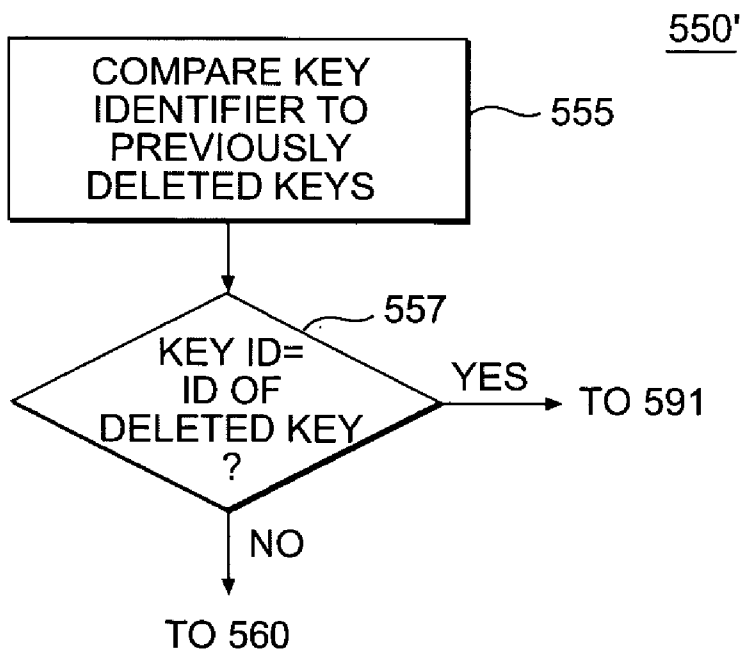 550'
COMPARE KEY
IDENTIFIER TO
PREVIOUSLY
DELETED KEYS
555
557
KEY ID=
ID OF
DELETED KEY
?
YES
TO 591
NO
TO 560